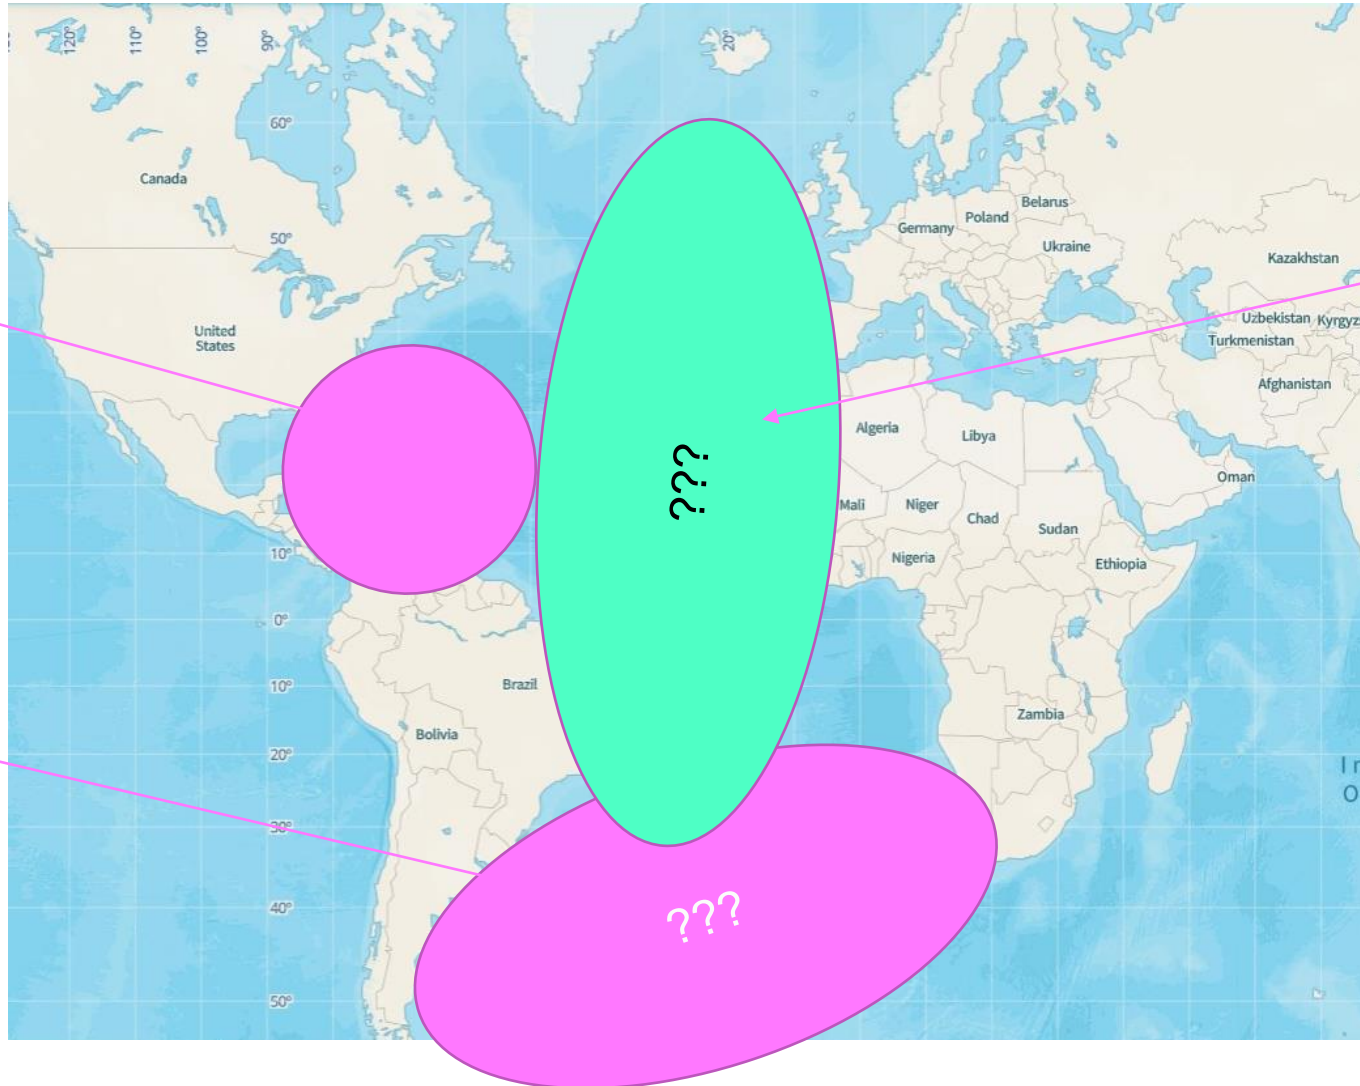 120°
110°
100°
90°
20°
60°
Canada
50°
Belarus
Poland
Germany
Ukraine
Kazakhstan
United
States
Uzbekistan
Turkmenistan
Afghanistan
Algeria
Libya
???
Oman
Mali
Niger
Chad
Sudan
10°
Nigeria
Ethiopia
0°
10°
Brazil
Zambia
Bolivia
20°
30°
40°
???
50°